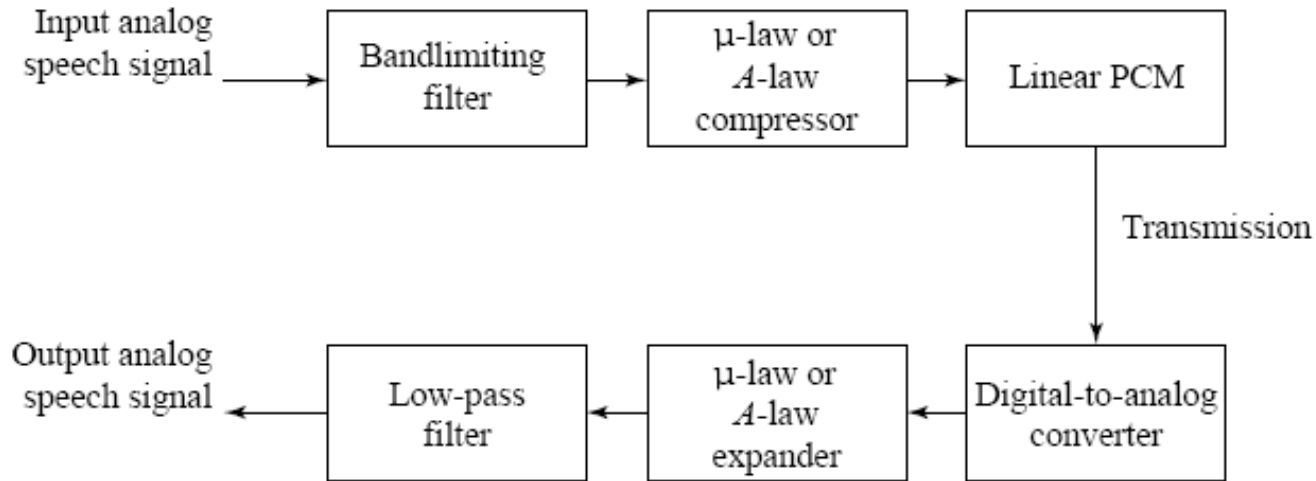 Input analog
speech signal
Bandlimiting
filter
μ-law or
A-law
compressor
Linear PCM
Transmission
Output analog
speech signal
Low-pass
filter
μ-law or
A-law
expander
Digital-to-analog
converter